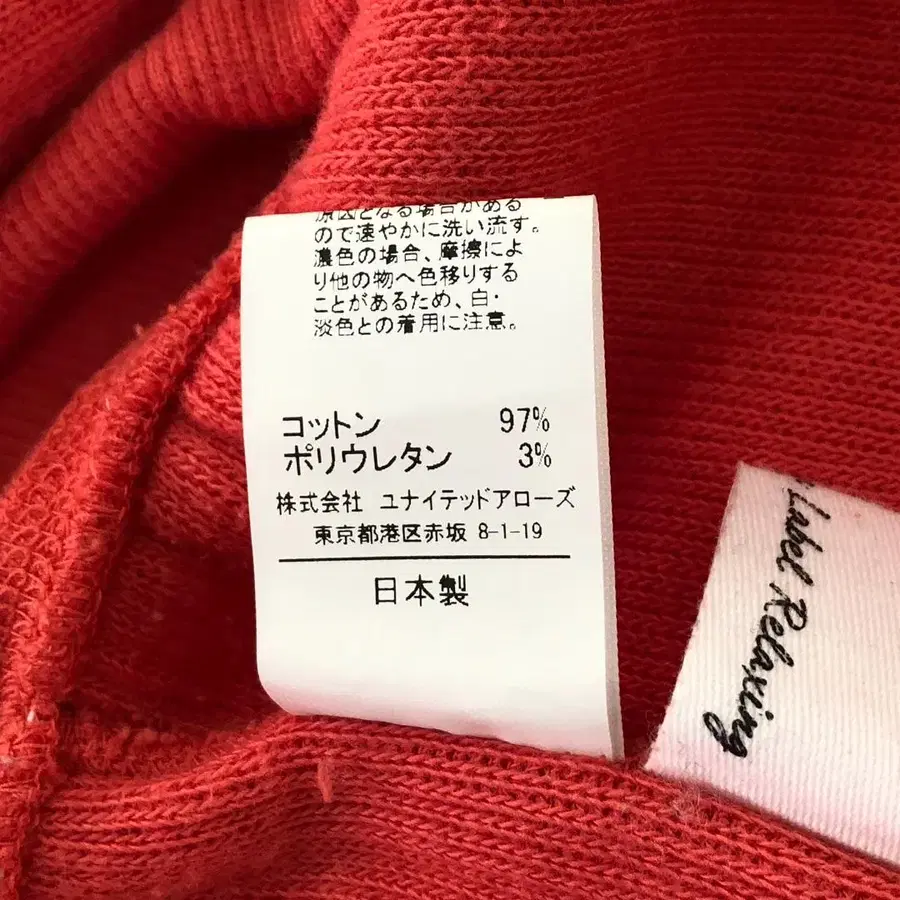 原因となる場合がある
ので速やかに洗い流す。
濃色の場合、摩擦によ
り他の物へ色移りする
ことがあるため、白・
淡色との着用に注意。
コットン 97%
ポリウレタン 3%
株式会社 ユナイテッドアローズ
東京都港区赤坂 8-1-19
日本製
Label Relaxing